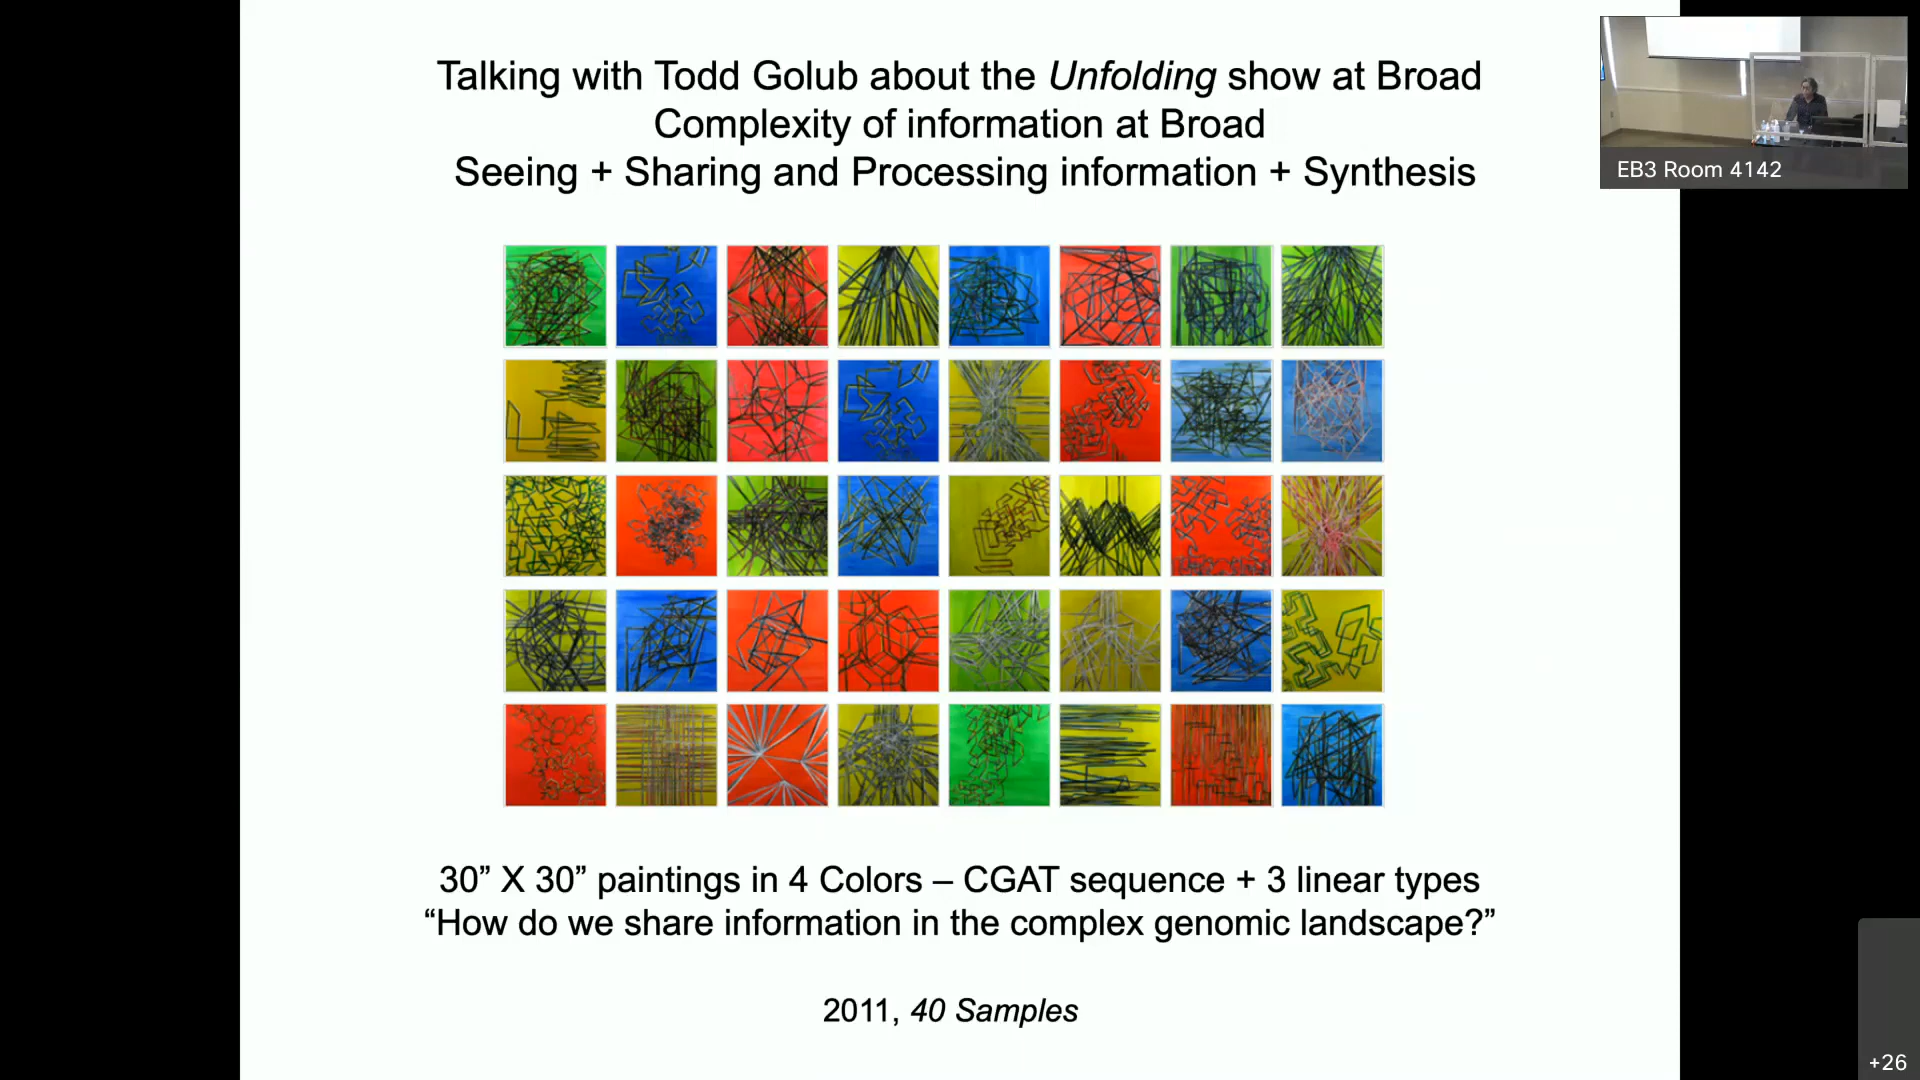 Talking with Todd Golub about the Unfolding show at Broad
Complexity of information at Broad
Seeing + Sharing and Processing information + Synthesis
EB3 Room 4142
30” X 30” paintings in 4 Colors – CGAT sequence + 3 linear types
“How do we share information in the complex genomic landscape?”
2011, 40 Samples
+26